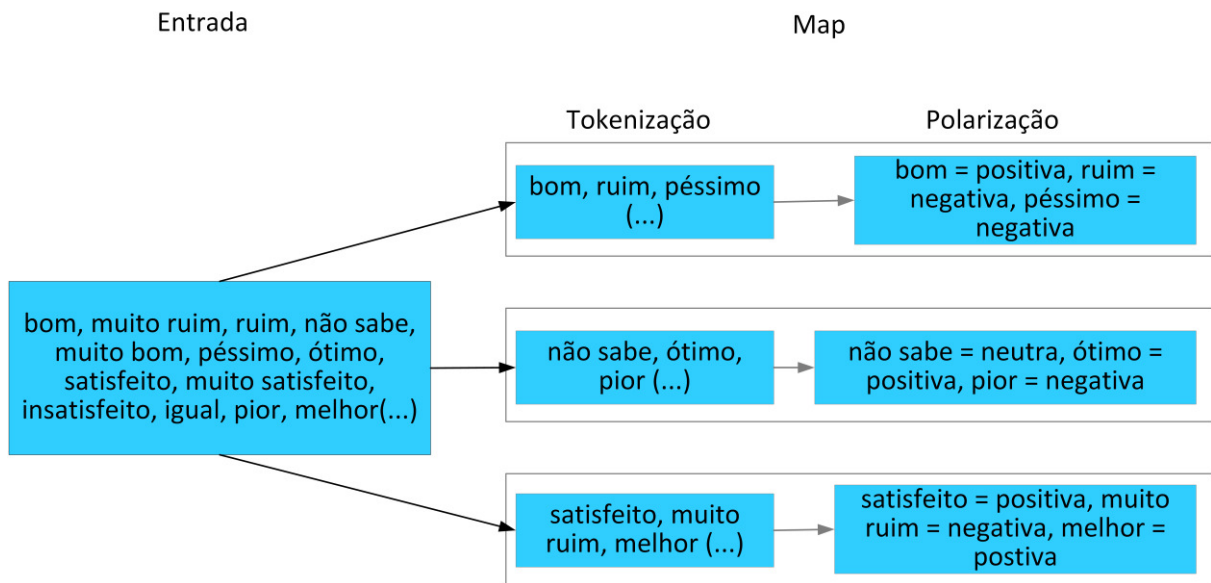 Entrada
Map
Tokenização
Polarização
bom, ruim, péssimo
(...)
bom = positiva, ruim =
negativa, péssimo =
negativa
bom, muito ruim, ruim, não sabe,
muito bom, péssimo, ótimo,
satisfeito, muito satisfeito,
insatisfeito, igual, pior, melhor(...)
não sabe, ótimo,
pior (...)
não sabe = neutra, ótimo =
positiva, pior = negativa
satisfeito, muito
ruim, melhor (...)
satisfeito = positiva, muito
ruim = negativa, melhor =
postiva